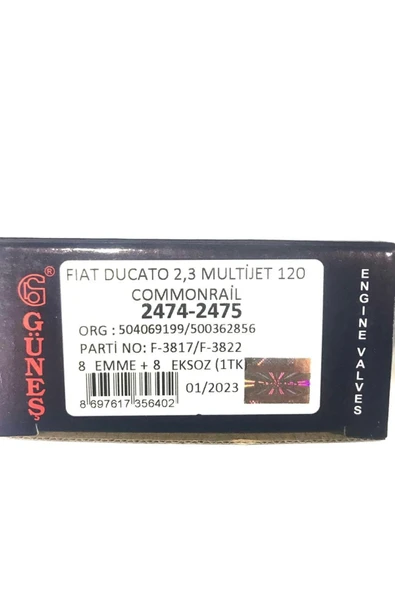 FIAT DUCATO 2,3 MULTİJET 120
COMMONRAİL
2474-2475
ORG : 504069199/500362856
PARTİ NO: F-3817/F-3822
8 EMME + 8 EKSOZ (1TK)
01/2023
8 697617 356402
® GÜNEŞ
ENGINE VALVES